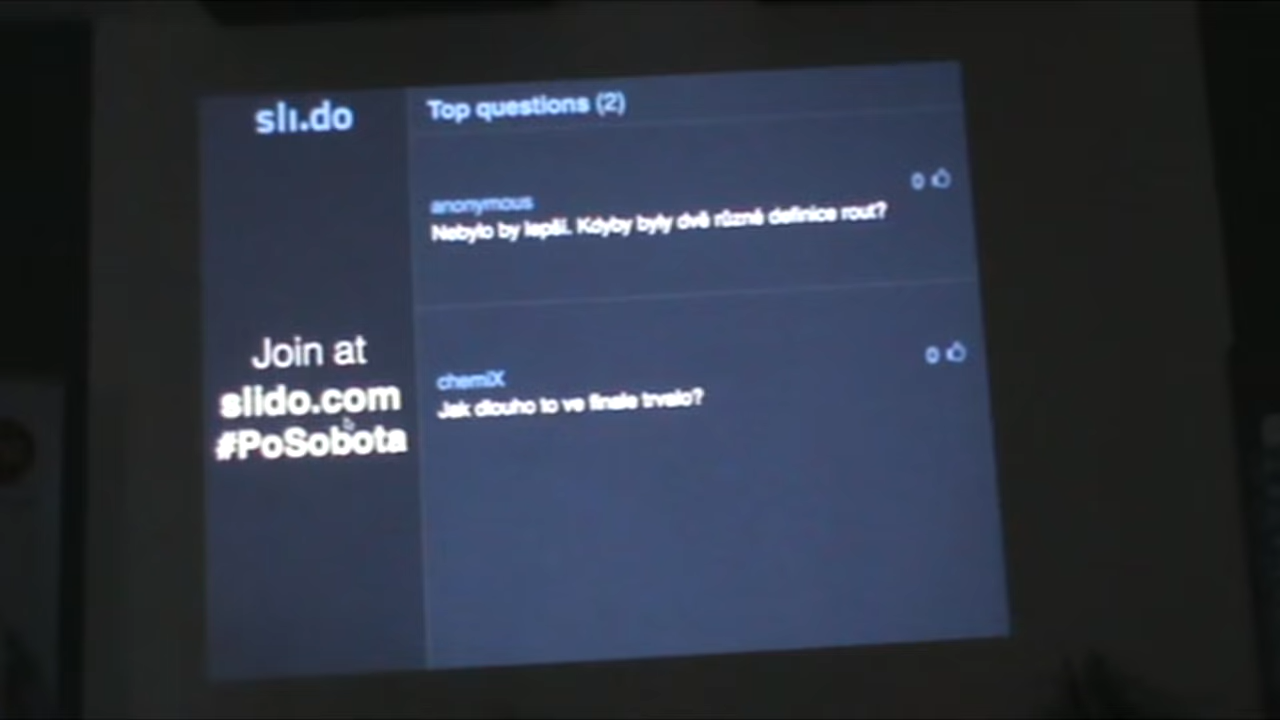 sli.do
Top questions (2)
0
anonymous
Nebylo by lepší. Kdyby byly dvě různé definice rout?
Join at
slido.com
#PoSobota
0
chemiX
Jak dlouho to ve finale trvalo?